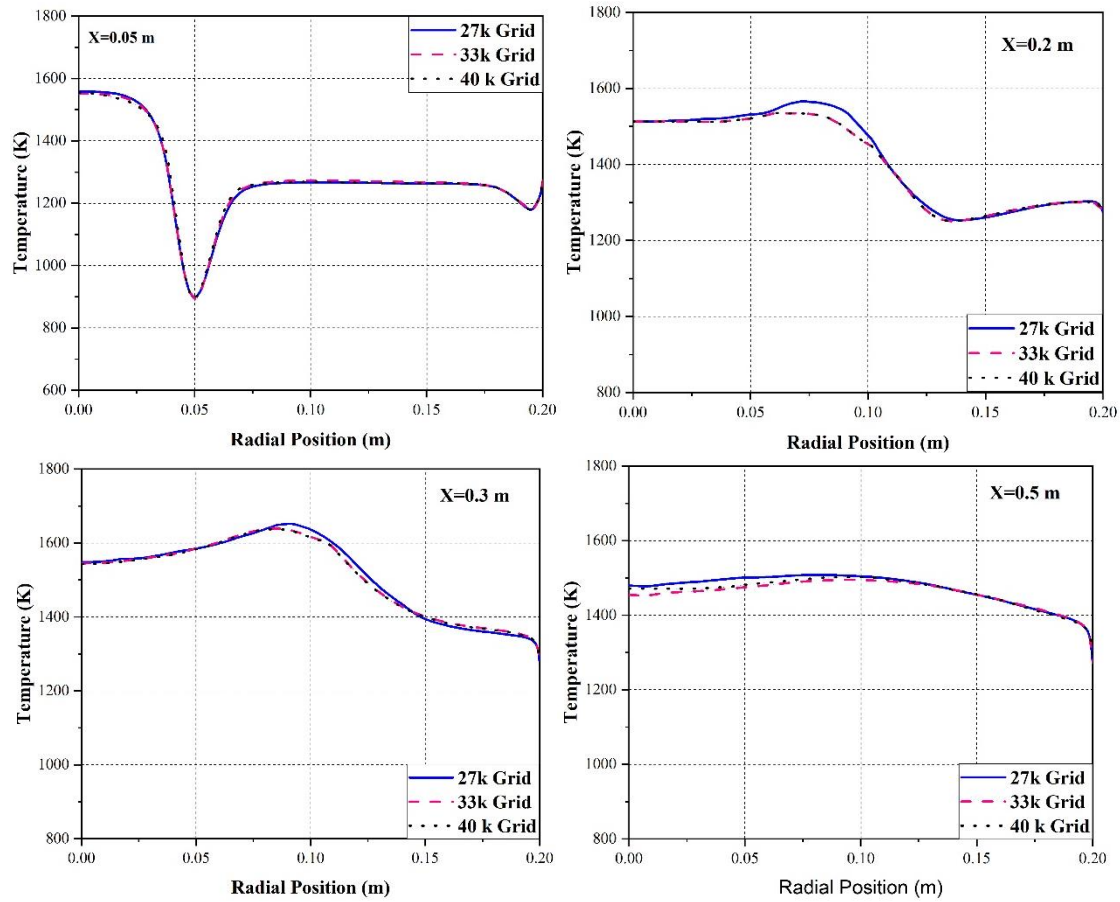 X=0.05 m
27k Grid
33k Grid
40 k Grid
1800
1600
1400
1200
1000
800
600
Temperature (K)
0.00 0.05 0.10 0.15 0.20
Radial Position (m)
X=0.2 m
27k Grid
33k Grid
40 k Grid
1800
1600
1400
1200
1000
800
Temperature (K)
0.00 0.05 0.10 0.15 0.20
Radial Position (m)
X=0.3 m
27k Grid
33k Grid
40 k Grid
1800
1600
1400
1200
1000
800
Temperature (K)
0.00 0.05 0.10 0.15 0.20
Radial Position (m)
X=0.5 m
27k Grid
33k Grid
40 k Grid
1800
1600
1400
1200
1000
800
Temperature (K)
0.00 0.05 0.10 0.15 0.20
Radial Position (m)